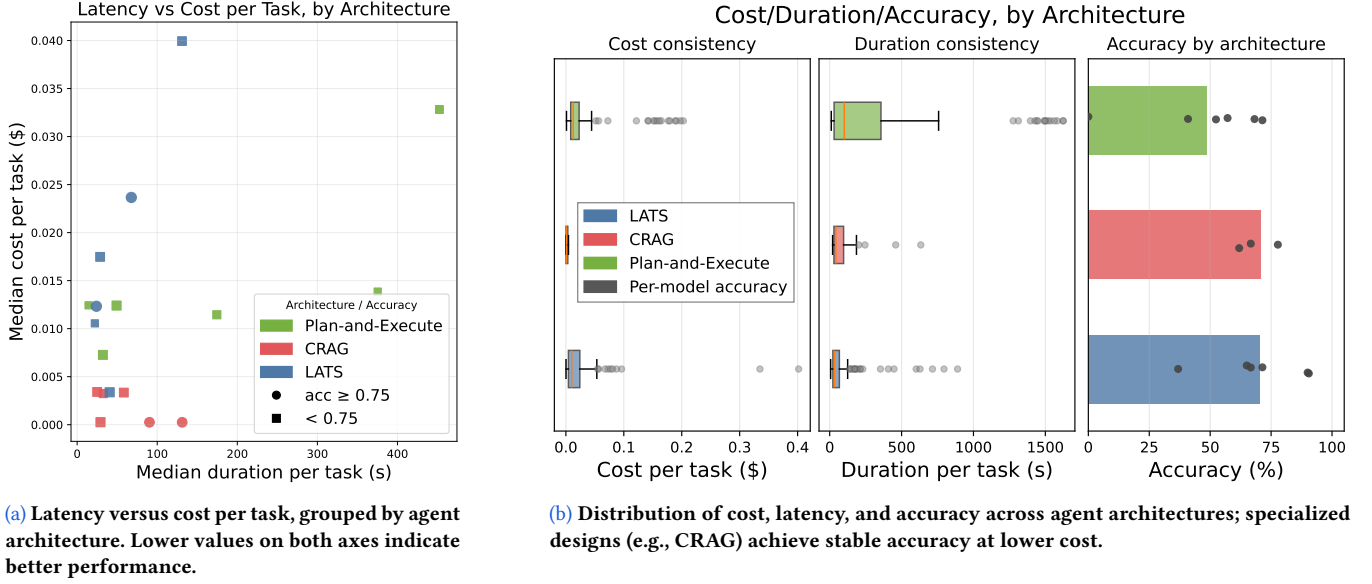 Latency vs Cost per Task, by Architecture
0.040
0.035
0.030
0.025
0.020
0.015
0.010
0.005
0.000
Median cost per task ($)
Architecture / Accuracy
Plan-and-Execute
CRAG
LATS
acc ≥ 0.75
< 0.75
0 100 200 300 400
Median duration per task (s)
(a) Latency versus cost per task, grouped by agent
architecture. Lower values on both axes indicate
better performance.
Cost/Duration/Accuracy, by Architecture
Cost consistency Duration consistency Accuracy by architecture
LATS
CRAG
Plan-and-Execute
Per-model accuracy
0.0 0.1 0.2 0.3 0.4 0 500 1000 1500 0 25 50 75 100
Cost per task ($) Duration per task (s) Accuracy (%)
(b) Distribution of cost, latency, and accuracy across agent architectures; specialized
designs (e.g., CRAG) achieve stable accuracy at lower cost.